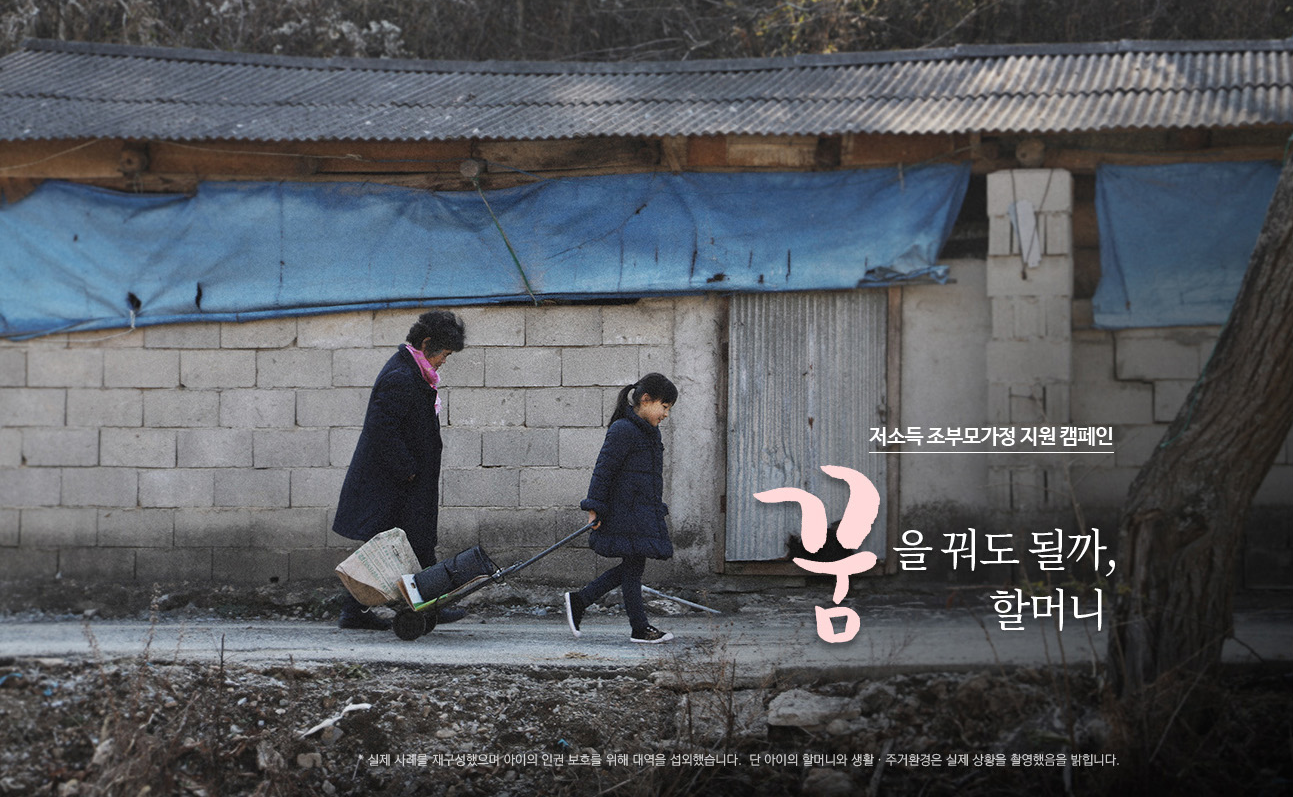 저소득 조부모가정 지원 캠페인
꿈을 꿔도 될까,
할머니
* 실제 사례를 재구성했으며 아이의 인권 보호를 위해 대역을 섭외했습니다. 단 아이의 할머니와 생활 · 주거환경은 실제 상황을 촬영했음을 밝힙니다.